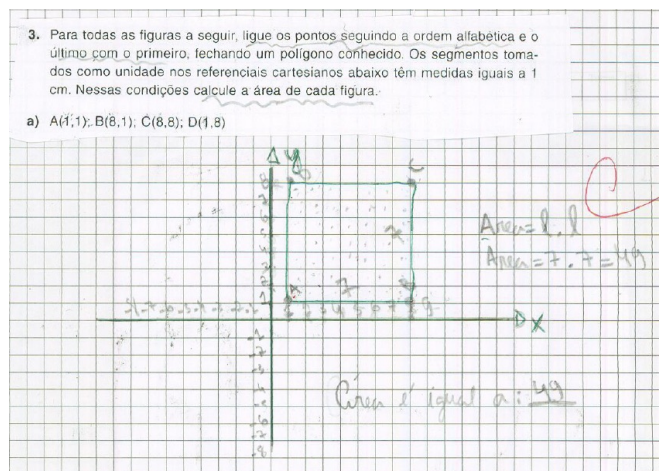 3. Para todas as figuras a seguir, ligue os pontos seguindo a ordem alfabética e o
último com o primeiro, fechando um polígono conhecido. Os segmentos toma-
dos como unidade nos referenciais cartesianos abaixo têm medidas iguais a 1
cm. Nessas condições calcule a área de cada figura.
a) A(1,1); B(8,1); C(8,8); D(1,8)
y
D C
Área = l . l
7
Área = 7 . 7 = 49
A 7 B
x
Área é igual a: 49